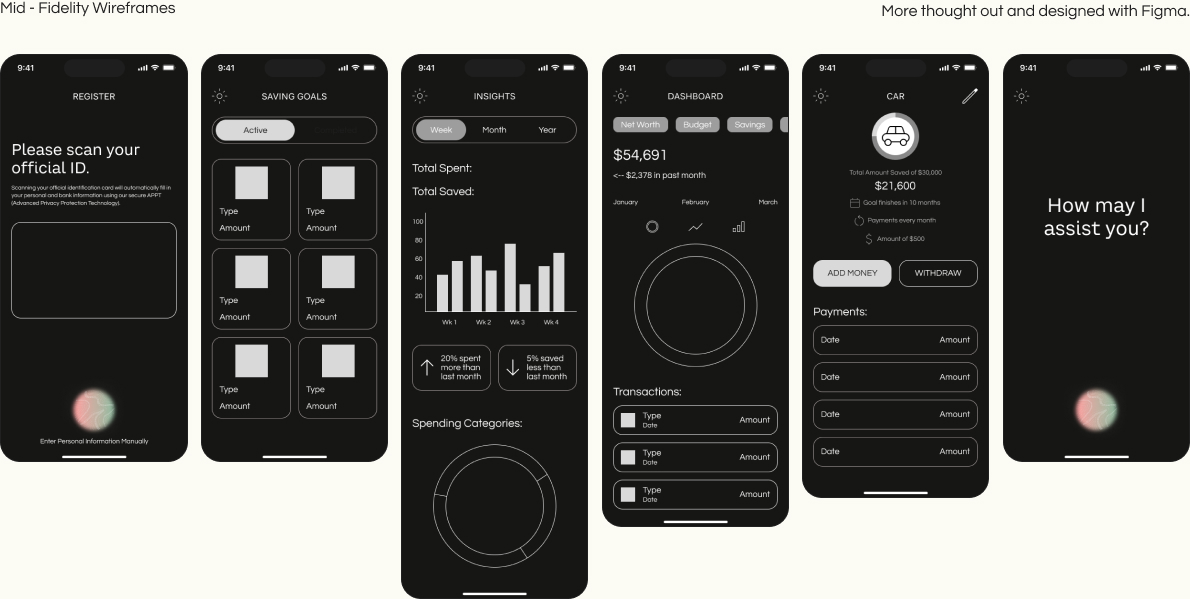 Mid - Fidelity Wireframes
More thought out and designed with Figma.
9:41
REGISTER
Please scan your
official ID.
Scanning your official identification card will automatically fill in
your personal and bank information using our secure APPT
(Advanced Privacy Protection Technology).
Enter Personal Information Manually
9:41
SAVING GOALS
Active
Type
Amount
Type
Amount
Type
Amount
Type
Amount
Type
Amount
Type
Amount
9:41
INSIGHTS
Week
Month
Year
Total Spent:
Total Saved:
100
80
60
40
20
Wk 1
Wk 2
Wk 3
Wk 4
20% spent
more than
last month
5% saved
less than
last month
Spending Categories:
9:41
DASHBOARD
Net Worth
Budget
Savings
$54,691
<-- $2,378 in past month
January
February
March
Transactions:
Type
Date
Amount
Type
Date
Amount
Type
Date
Amount
9:41
CAR
Total Amount Saved of $30,000
$21,600
Goal finishes in 10 months
Payments every month
Amount of $500
ADD MONEY
WITHDRAW
Payments:
Date
Amount
Date
Amount
Date
Amount
Date
Amount
9:41
How may I
assist you?